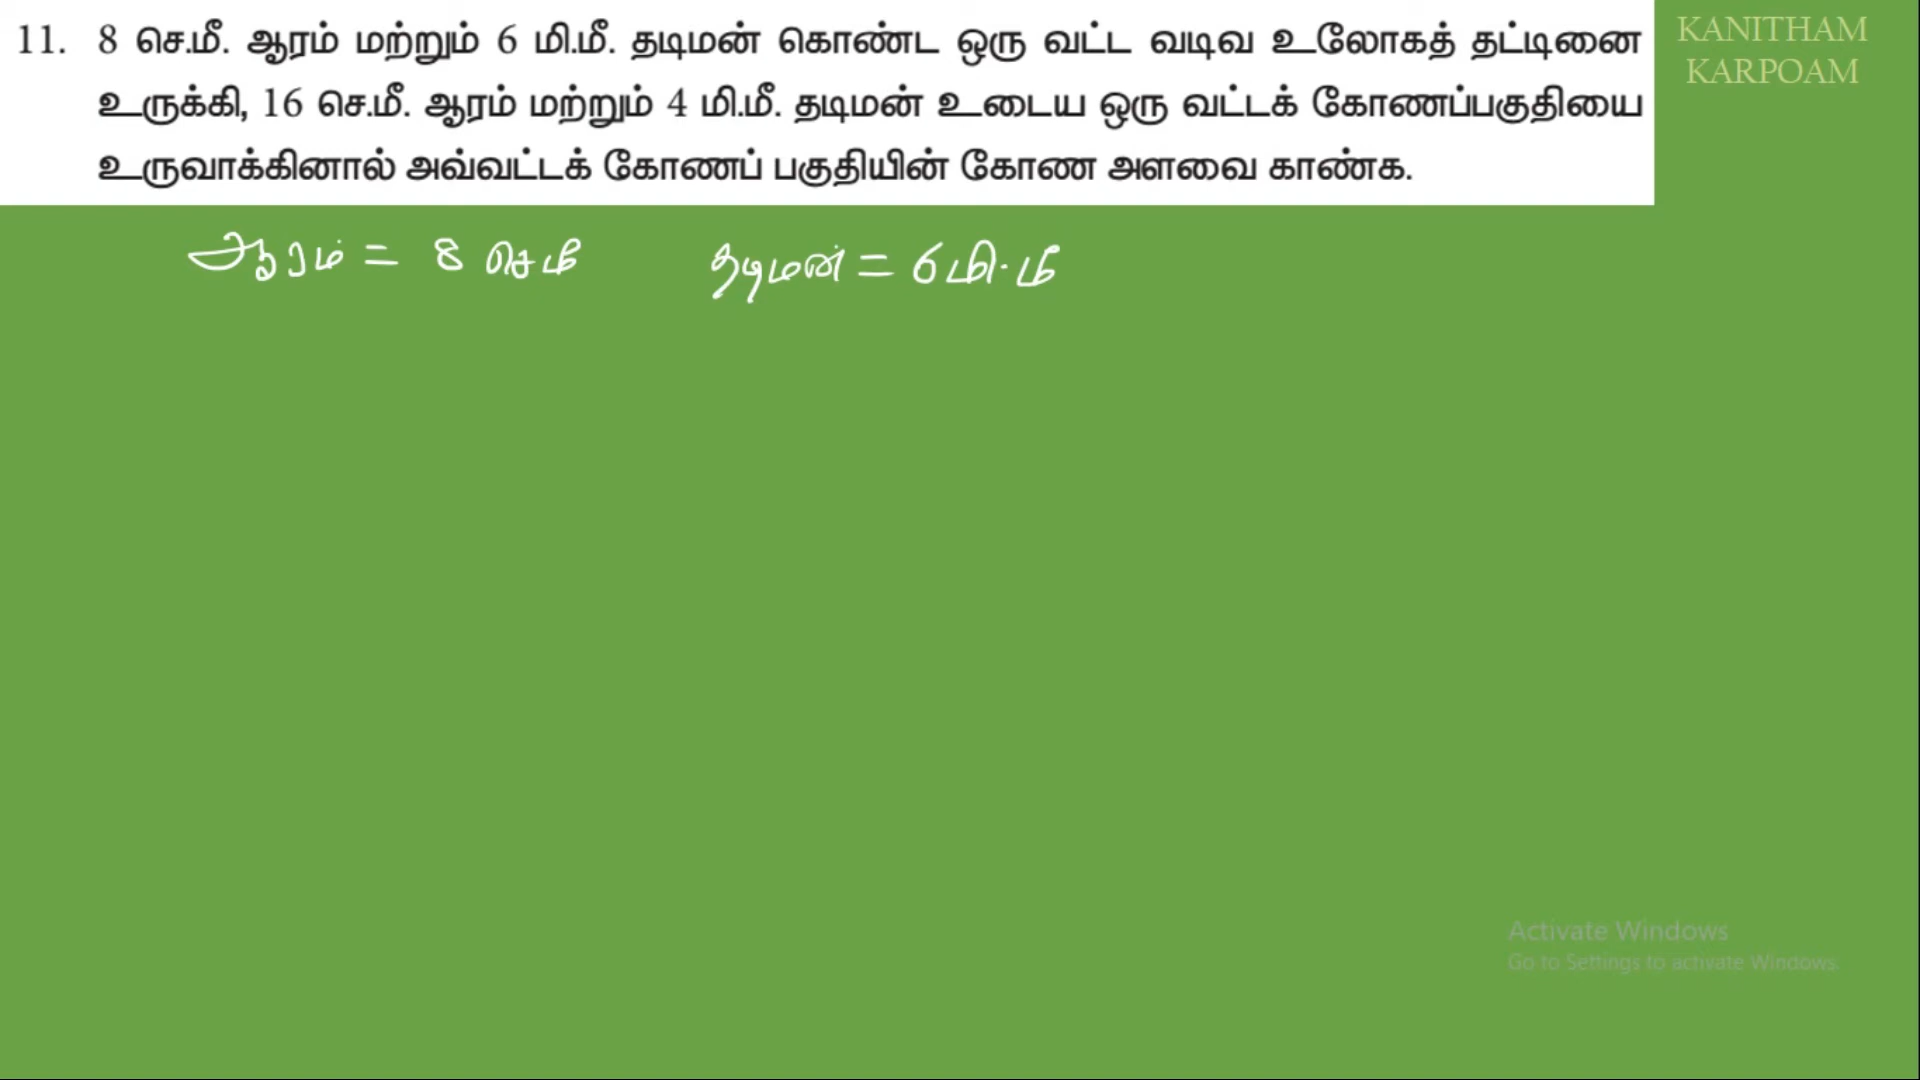 11. 8 செ.மீ. ஆரம் மற்றும் 6 மி.மீ. தடிமன் கொண்ட ஒரு வட்ட வடிவ உலோகத் தட்டினை
உருக்கி, 16 செ.மீ. ஆரம் மற்றும் 4 மி.மீ. தடிமன் உடைய ஒரு வட்டக் கோணப்பகுதியை
உருவாக்கினால் அவ்வட்டக் கோணப் பகுதியின் கோண அளவை காண்க.
KANITHAM
KARPOAM
ஆரம் = 8 செமீ தடிமன் = 6மி.மீ
Activate Windows
Go to Settings to activate Windows.